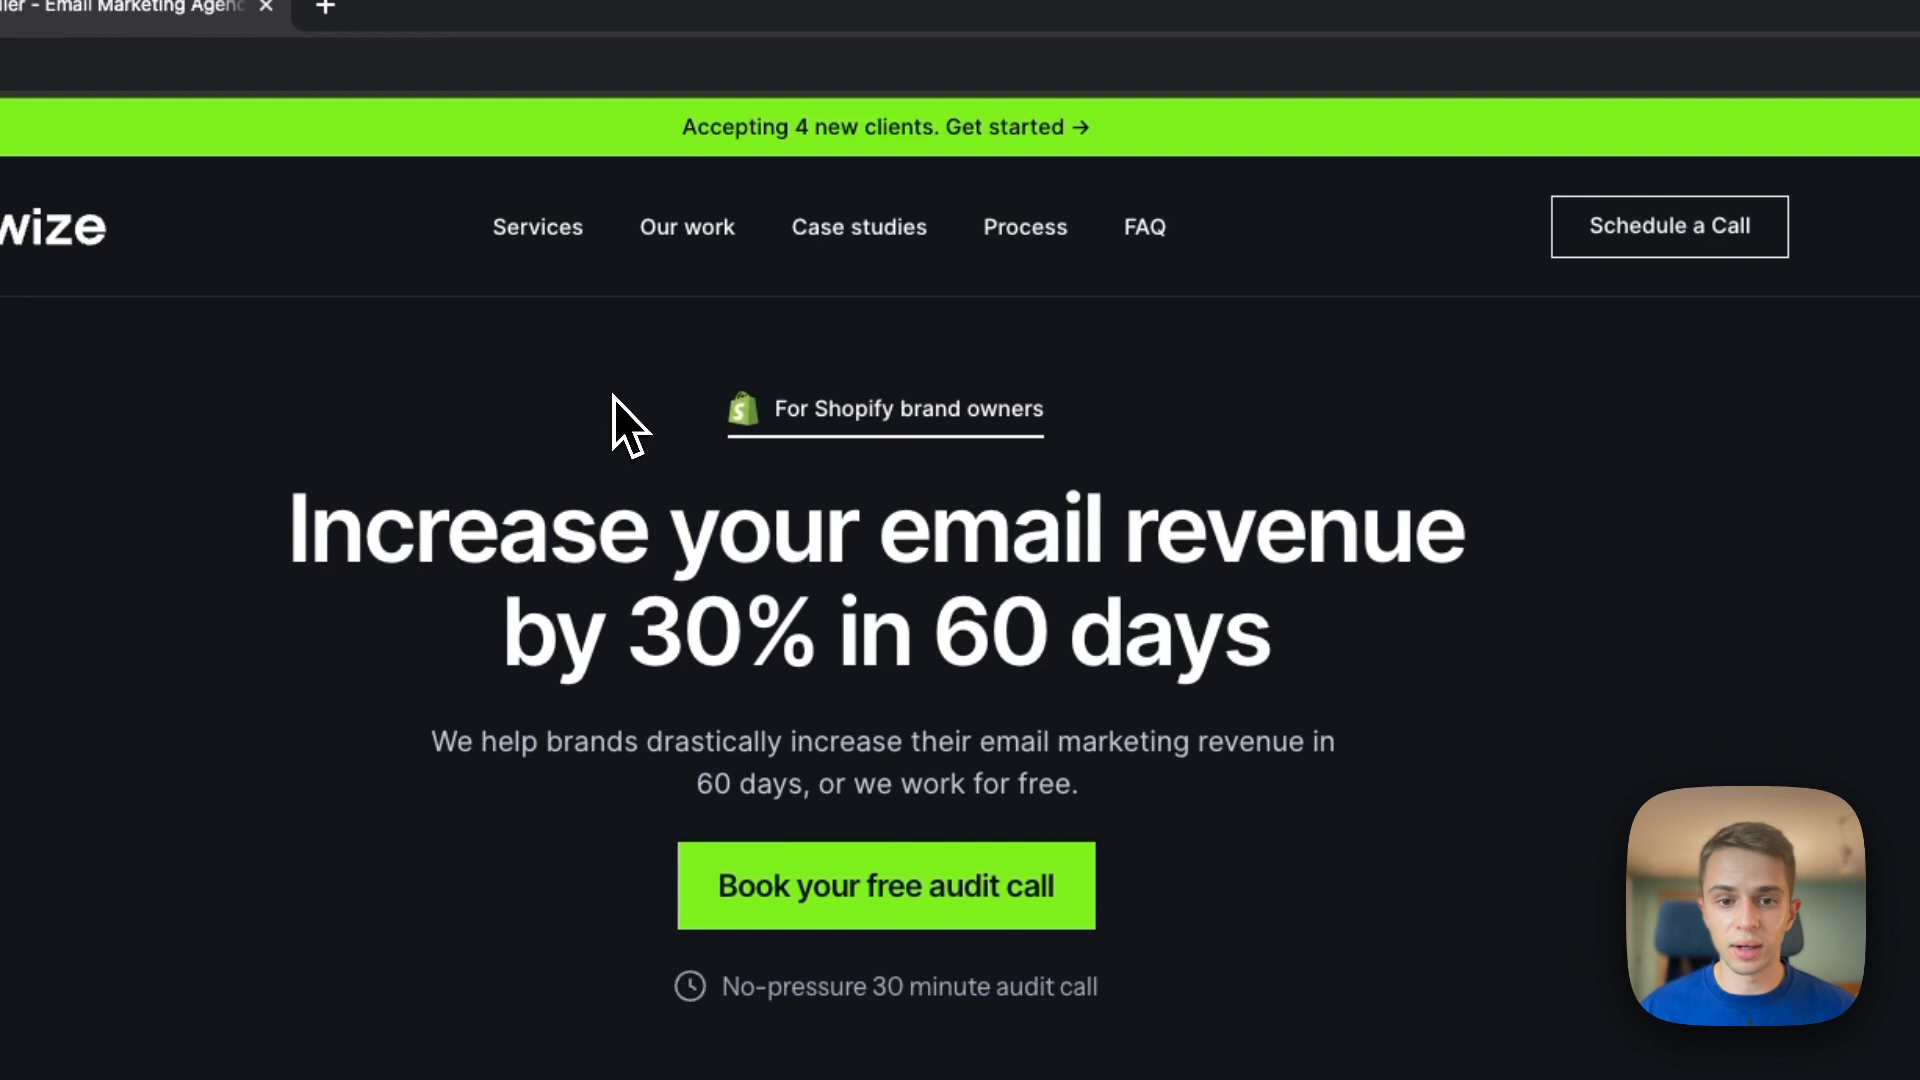 ller - Email Marketing Agenc
Accepting 4 new clients. Get started →
wize
Services
Our work
Case studies
Process
FAQ
Schedule a Call
For Shopify brand owners
Increase your email revenue
by 30% in 60 days
We help brands drastically increase their email marketing revenue in
60 days, or we work for free.
Book your free audit call
No-pressure 30 minute audit call